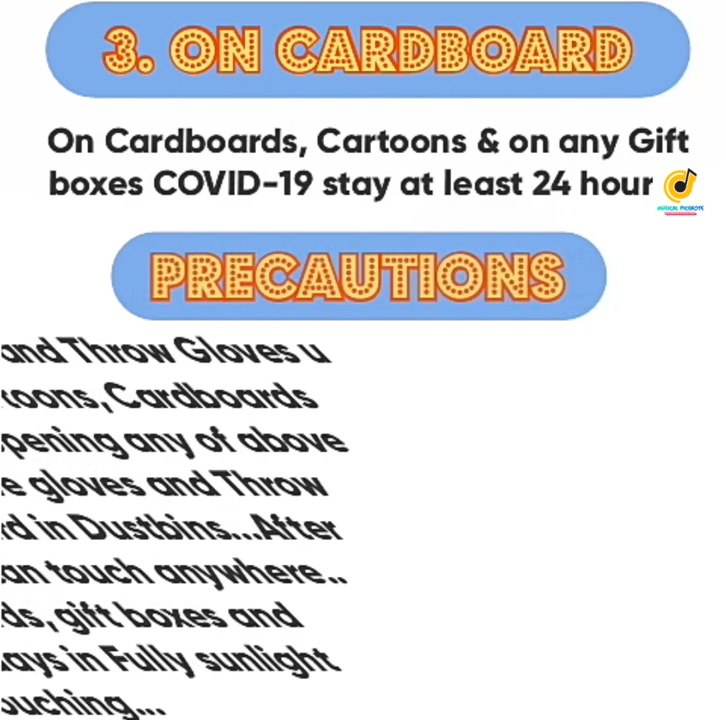 3. ON CARDBOARD
On Cardboards, Cartoons & on any Gift
boxes COVID-19 stay at least 24 hour
PRECAUTIONS
and Throw Gloves u
toons, Cardboards
pening any of above
e gloves and Throw
rd in Dustbins...After
an touch anywhere..
ds, gift boxes and
ays in Fully sunlight
ouching...